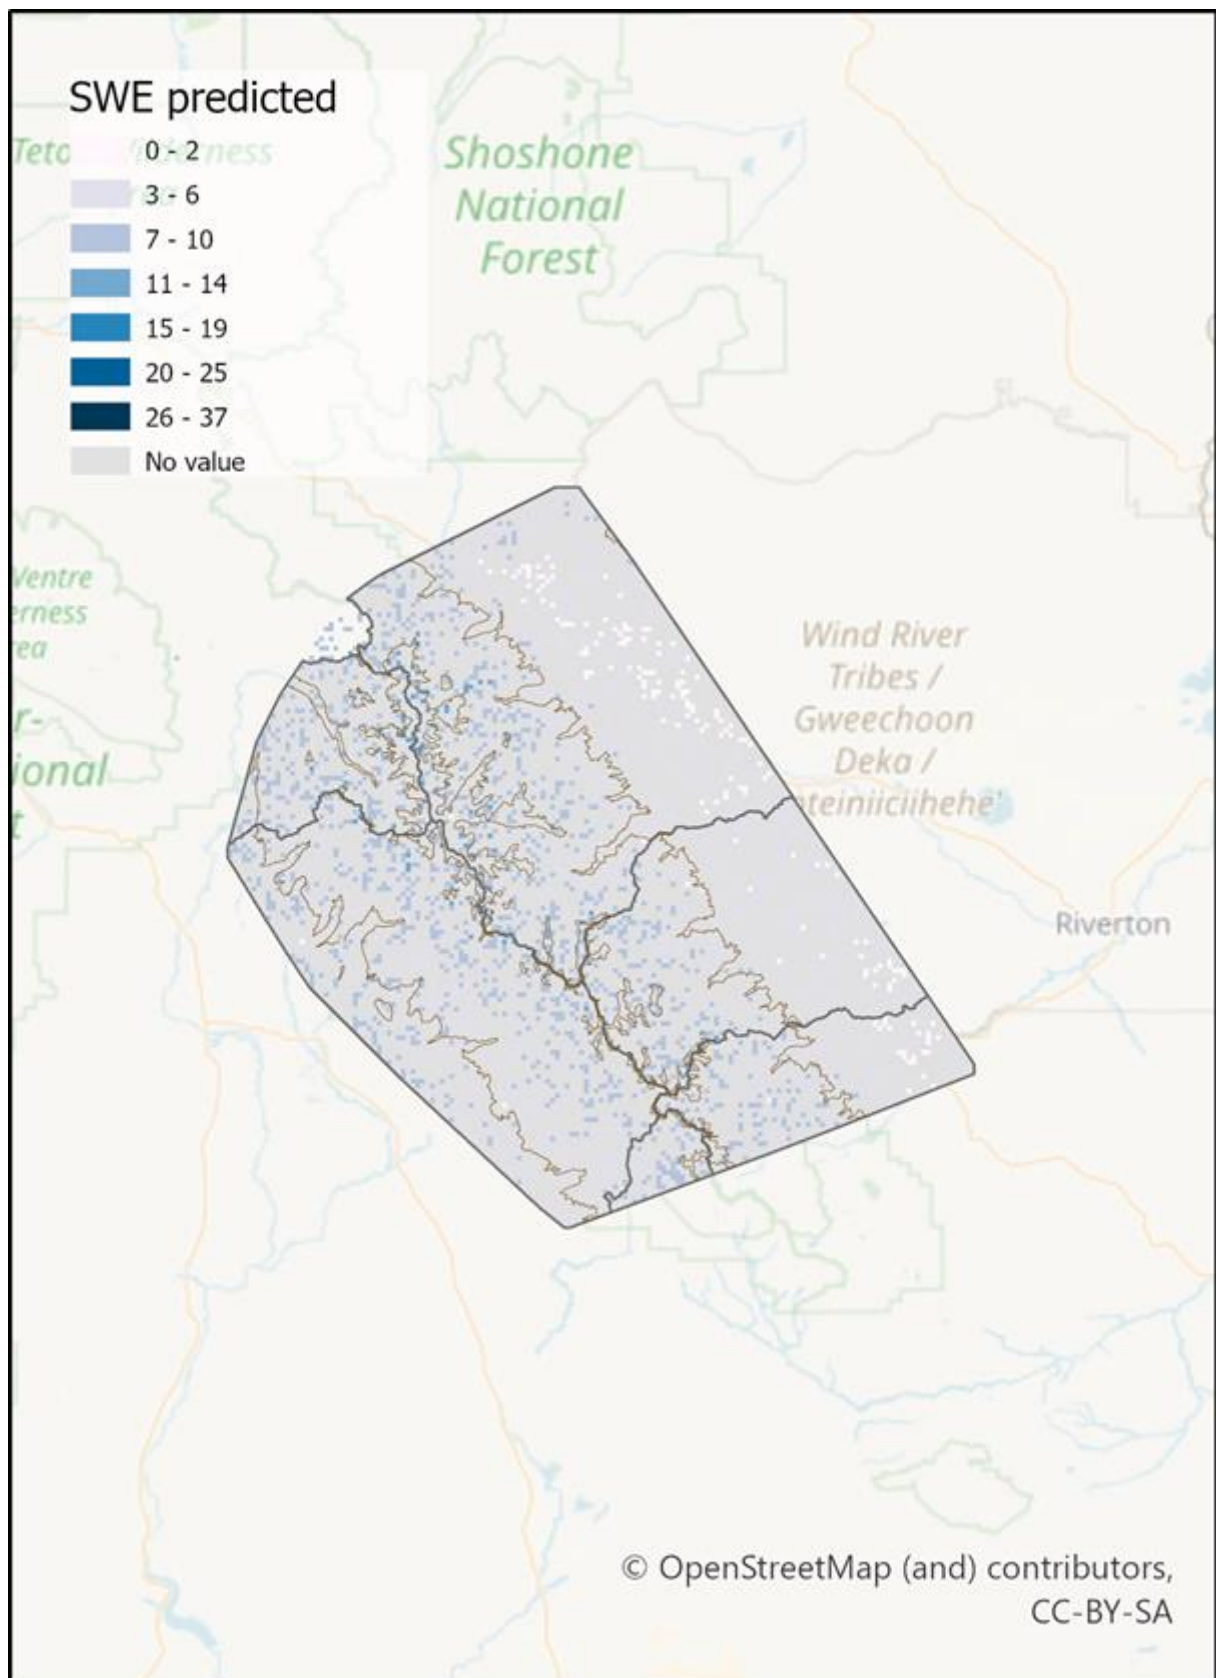 SWE predicted
0 - 2
3 - 6
7 - 10
11 - 14
15 - 19
20 - 25
26 - 37
No value
Shoshone
National
Forest
Wind River
Tribes /
Gweechoon
Deka /
Riverton
© OpenStreetMap (and) contributors,
CC-BY-SA